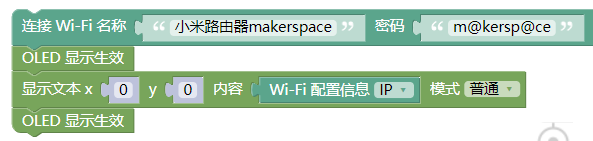 连接 Wi-Fi 名称 “ 小米路由器makerspace ” 密码 “ m@kersp@ce
OLED 显示生效
显示文本 x 0 y 0 内容 Wi-Fi 配置信息 IP 模式 普通
OLED 显示生效